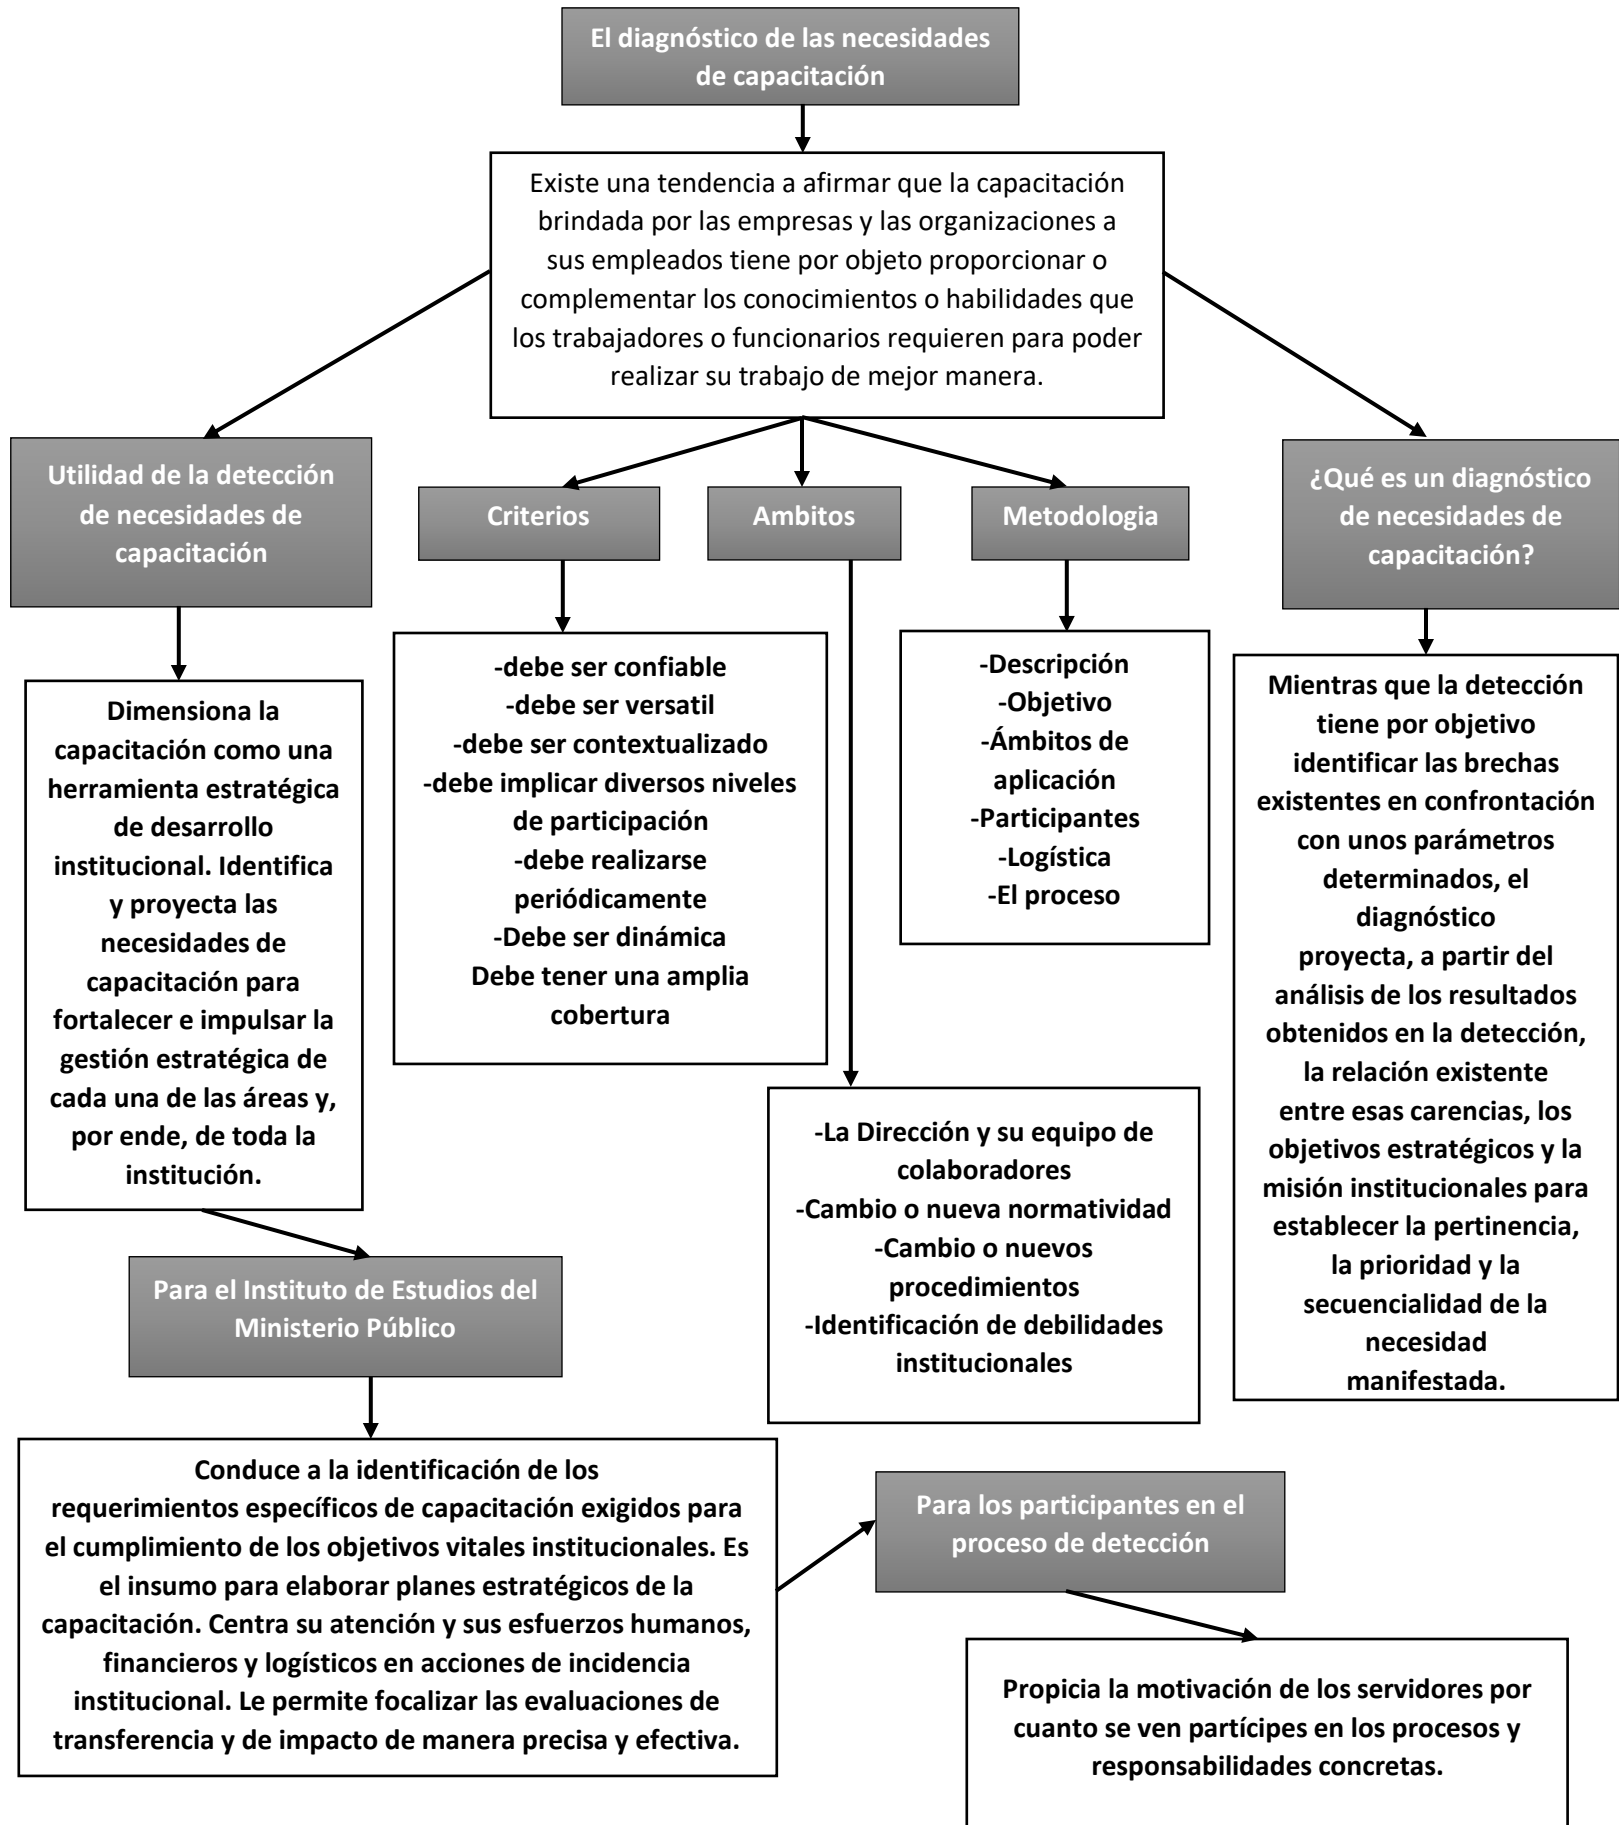 El diagnóstico de las necesidades
de capacitación
Existe una tendencia a afirmar que la capacitación
brindada por las empresas y las organizaciones a
sus empleados tiene por objeto proporcionar o
complementar los conocimientos o habilidades que
los trabajadores o funcionarios requieren para poder
realizar su trabajo de mejor manera.
Utilidad de la detección
de necesidades de
capacitación
Criterios
Ambitos
Metodologia
¿Qué es un diagnóstico
de necesidades de
capacitación?
Dimensiona la
capacitación como una
herramienta estratégica
de desarrollo
institucional. Identifica
y proyecta las
necesidades de
capacitación para
fortalecer e impulsar la
gestión estratégica de
cada una de las áreas y,
por ende, de toda la
institución.
-debe ser confiable
-debe ser versatil
-debe ser contextualizado
-debe implicar diversos niveles
de participación
-debe realizarse
periódicamente
-Debe ser dinámica
Debe tener una amplia
cobertura
-Descripción
-Objetivo
-Ámbitos de
aplicación
-Participantes
-Logística
-El proceso
Mientras que la detección
tiene por objetivo
identificar las brechas
existentes en confrontación
con unos parámetros
determinados, el
diagnóstico
proyecta, a partir del
análisis de los resultados
obtenidos en la detección,
la relación existente
entre esas carencias, los
objetivos estratégicos y la
misión institucionales para
establecer la pertinencia,
la prioridad y la
secuencialidad de la
necesidad
manifestada.
-La Dirección y su equipo de
colaboradores
-Cambio o nueva normatividad
-Cambio o nuevos
procedimientos
-Identificación de debilidades
institucionales
Para el Instituto de Estudios del
Ministerio Público
Conduce a la identificación de los
requerimientos específicos de capacitación exigidos para
el cumplimiento de los objetivos vitales institucionales. Es
el insumo para elaborar planes estratégicos de la
capacitación. Centra su atención y sus esfuerzos humanos,
financieros y logísticos en acciones de incidencia
institucional. Le permite focalizar las evaluaciones de
transferencia y de impacto de manera precisa y efectiva.
Para los participantes en el
proceso de detección
Propicia la motivación de los servidores por
cuanto se ven partícipes en los procesos y
responsabilidades concretas.